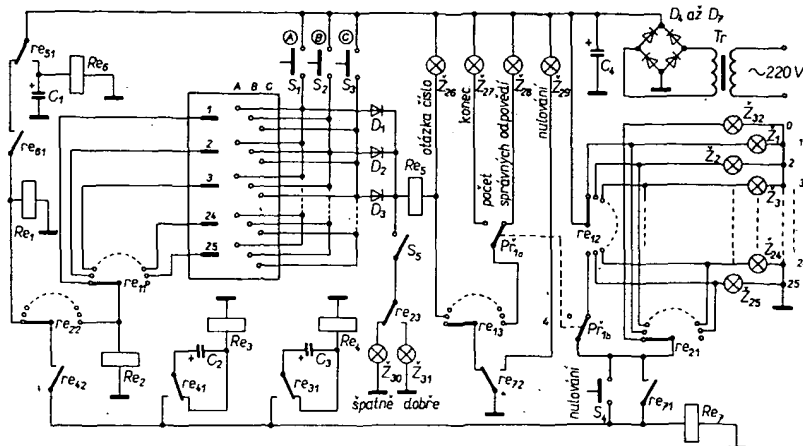 D4 až D7
Tr
~220 V
re51
Re6
C1
A
B
C
S1
S2
S3
A B C
1
2
3
24
25
D1
D2
D3
Re5
S5
re23
Ž30
Ž31
špatně dobře
Ž26
Ž27
Ž28
Ž29
otázka číslo
konec
počet
správných odpovědí
nulování
C4
Ž32
Ž1
Ž2
Ž3
Ž24
Ž25
0
1
2
3
2
25
re61
Re1
re11
re22
Re2
re42
re41
C2
Re3
re31
C3
Re4
Př1a
re13
re72
4
Př1b
re12
re21
nulování
S4
re71
Re7